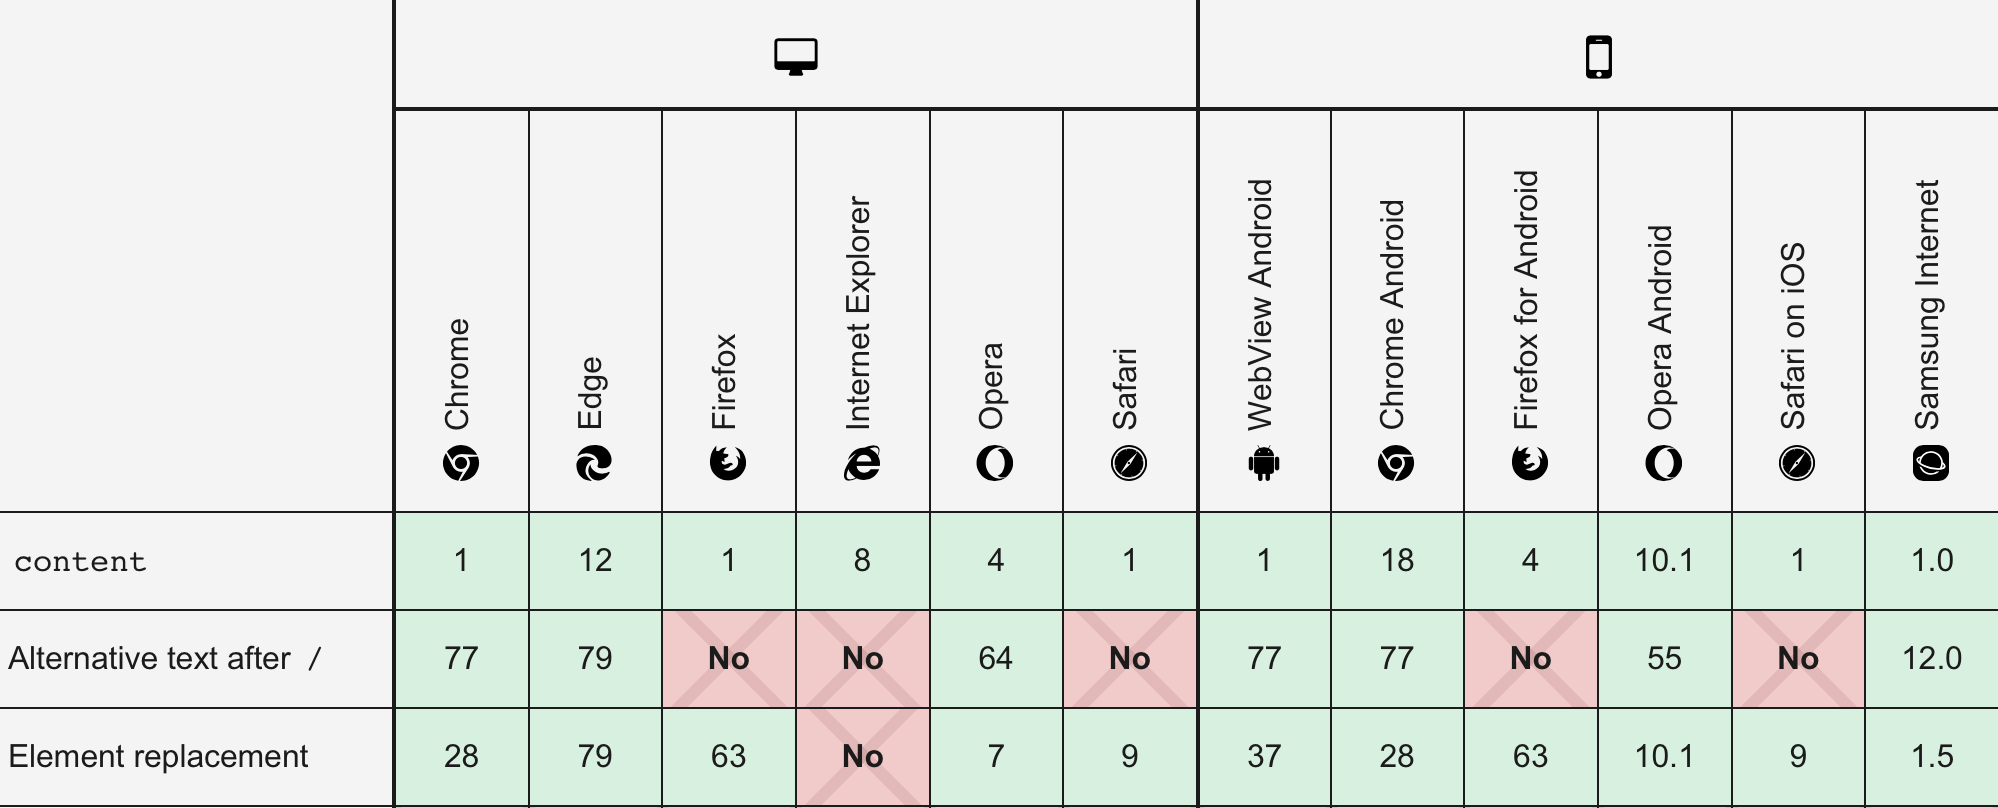 Chrome
Edge
Firefox
Internet Explorer
Opera
Safari
WebView Android
Chrome Android
Firefox for Android
Opera Android
Safari on iOS
Samsung Internet
content 1 12 1 8 4 1 1 18 4 10.1 1 1.0
Alternative text after / 77 79 No No 64 No 77 77 No 55 No 12.0
Element replacement 28 79 63 No 7 9 37 28 63 10.1 9 1.5